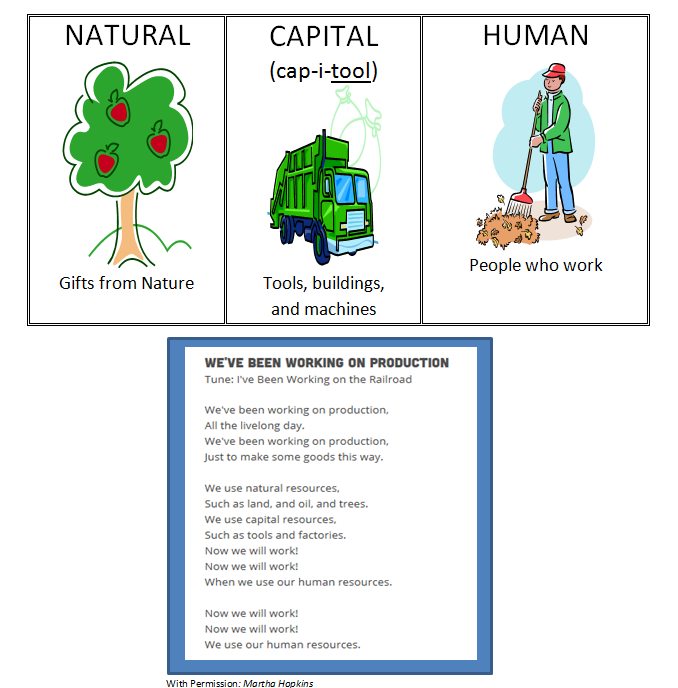 NATURAL
CAPITAL
(cap-i-tool)
HUMAN
Gifts from Nature
Tools, buildings,
and machines
People who work
WE'VE BEEN WORKING ON PRODUCTION
Tune: I've Been Working on the Railroad
We've been working on production,
All the livelong day.
We've been working on production,
Just to make some goods this way.
We use natural resources,
Such as land, and oil, and trees.
We use capital resources,
Such as tools and factories.
Now we will work!
Now we will work!
When we use our human resources.
Now we will work!
Now we will work!
We use our human resources.
With Permission: Martha Hopkins